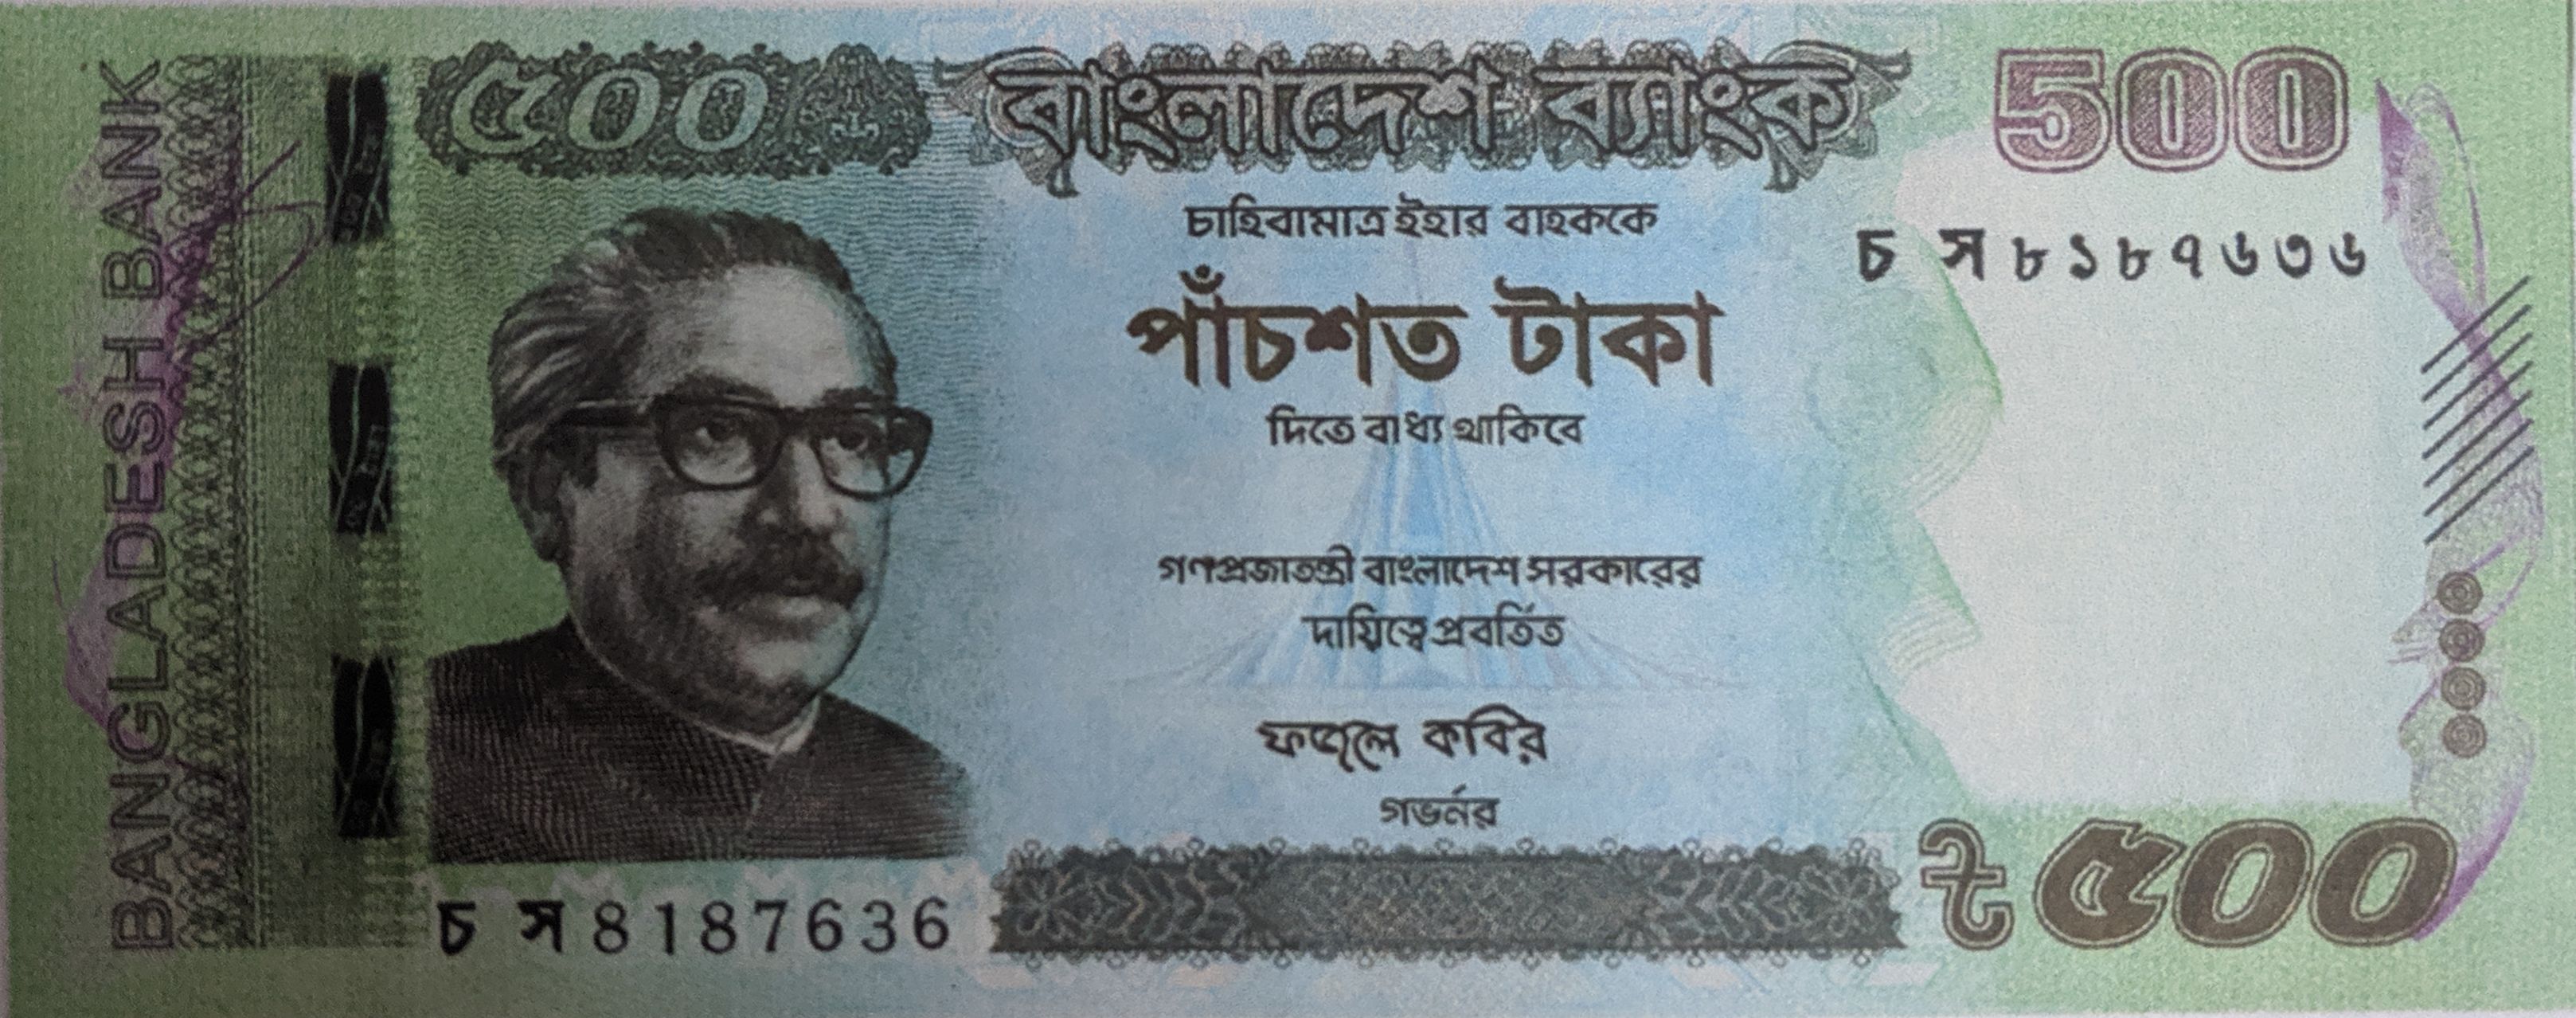 BANGLADESH BANK
৫০০
বাংলাদেশ ব্যাংক
500
চাহিবামাত্র ইহার বাহককে
চ স ৮১৮৭৬৩৬
পাঁচশত টাকা
দিতে বাধ্য থাকিবে
গণপ্রজাতন্ত্রী বাংলাদেশ সরকারের
দায়িত্বে প্রবর্তিত
ফজলে কবির
গভর্নর
চ স 8187636
৳ ৫০০